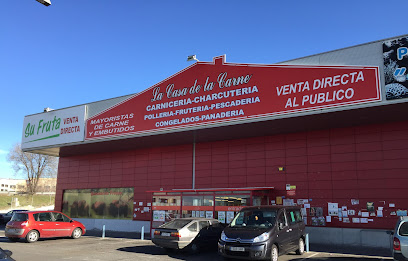 Su Fruta
VENTA
DIRECTA
La Casa de la Carne
CARNICERIA-CHARCUTERIA
POLLERIA-FRUTERIA-PESCADERIA
CONGELADOS-PANADERIA
MAYORISTAS
DE CARNE
Y EMBUTIDOS
VENTA DIRECTA
AL PUBLICO